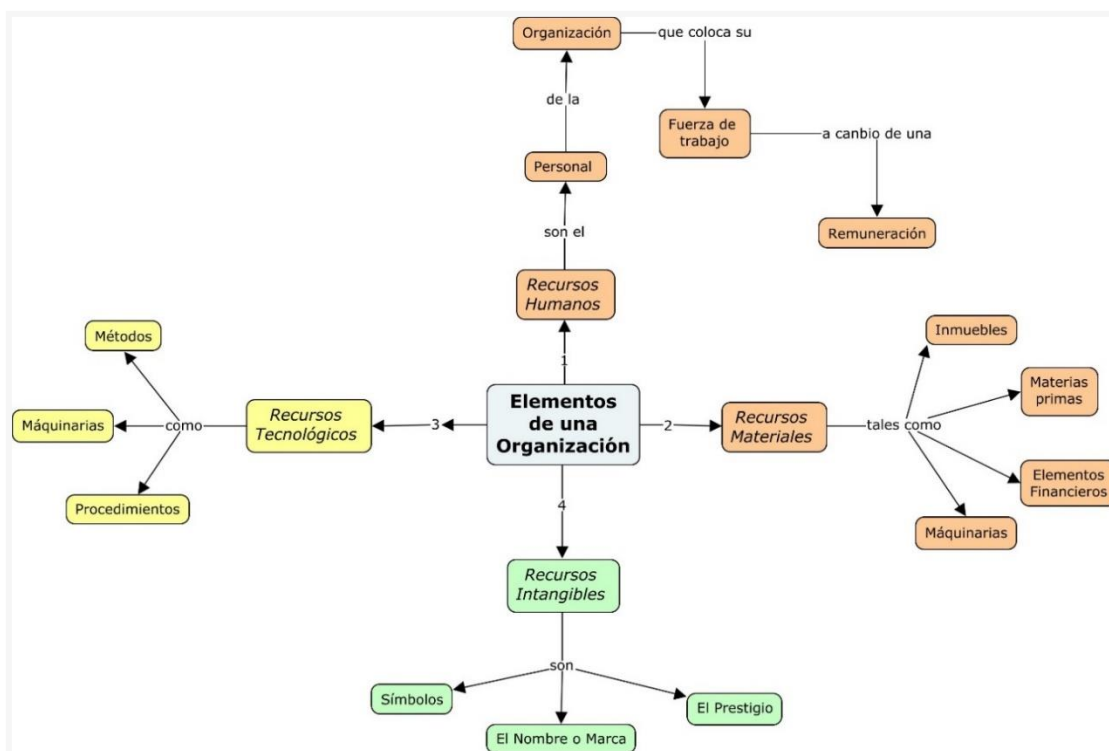 Organización
que coloca su
de la
Fuerza de
trabajo
a canbio de una
Personal
Remuneración
son el
Recursos
Humanos
1
Elementos
de una
Organización
2
Recursos
Materiales
tales como
Inmuebles
Materias
primas
Elementos
Financieros
Máquinarias
3
Recursos
Tecnológicos
como
Métodos
Máquinarias
Procedimientos
4
Recursos
Intangibles
son
Símbolos
El Nombre o Marca
El Prestigio